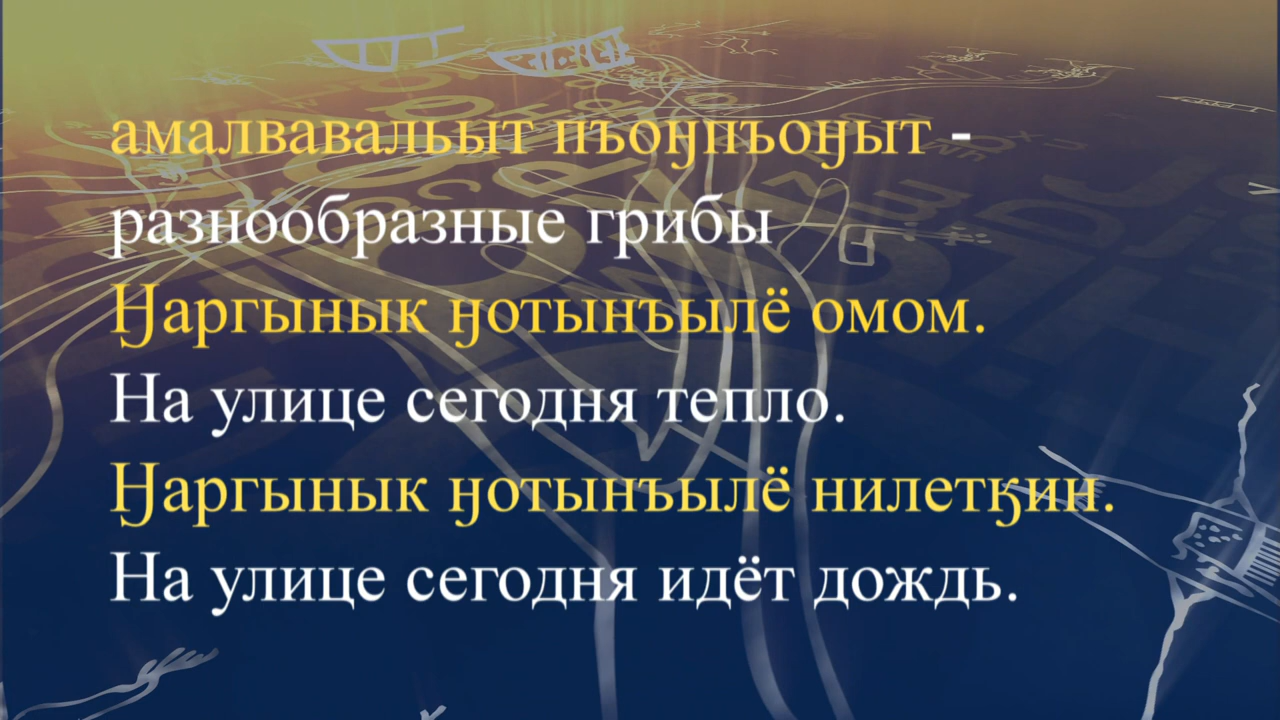 амалвавальыт пъоӈпъоӈыт -
разнообразные грибы
Ӈаргынык ӈотынъылё омом.
На улице сегодня тепло.
Ӈаргынык ӈотынъылё нилетӄин.
На улице сегодня идёт дождь.